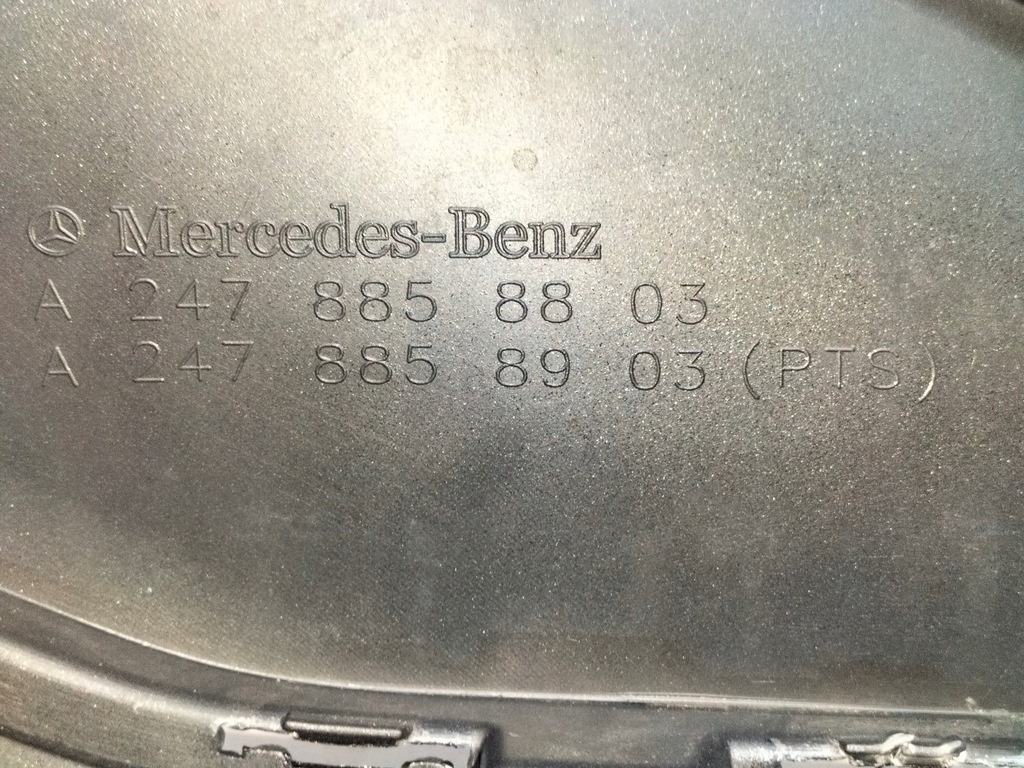 Mercedes-Benz
A 247 885 88 03
A 247 885 89 03 (PTS)